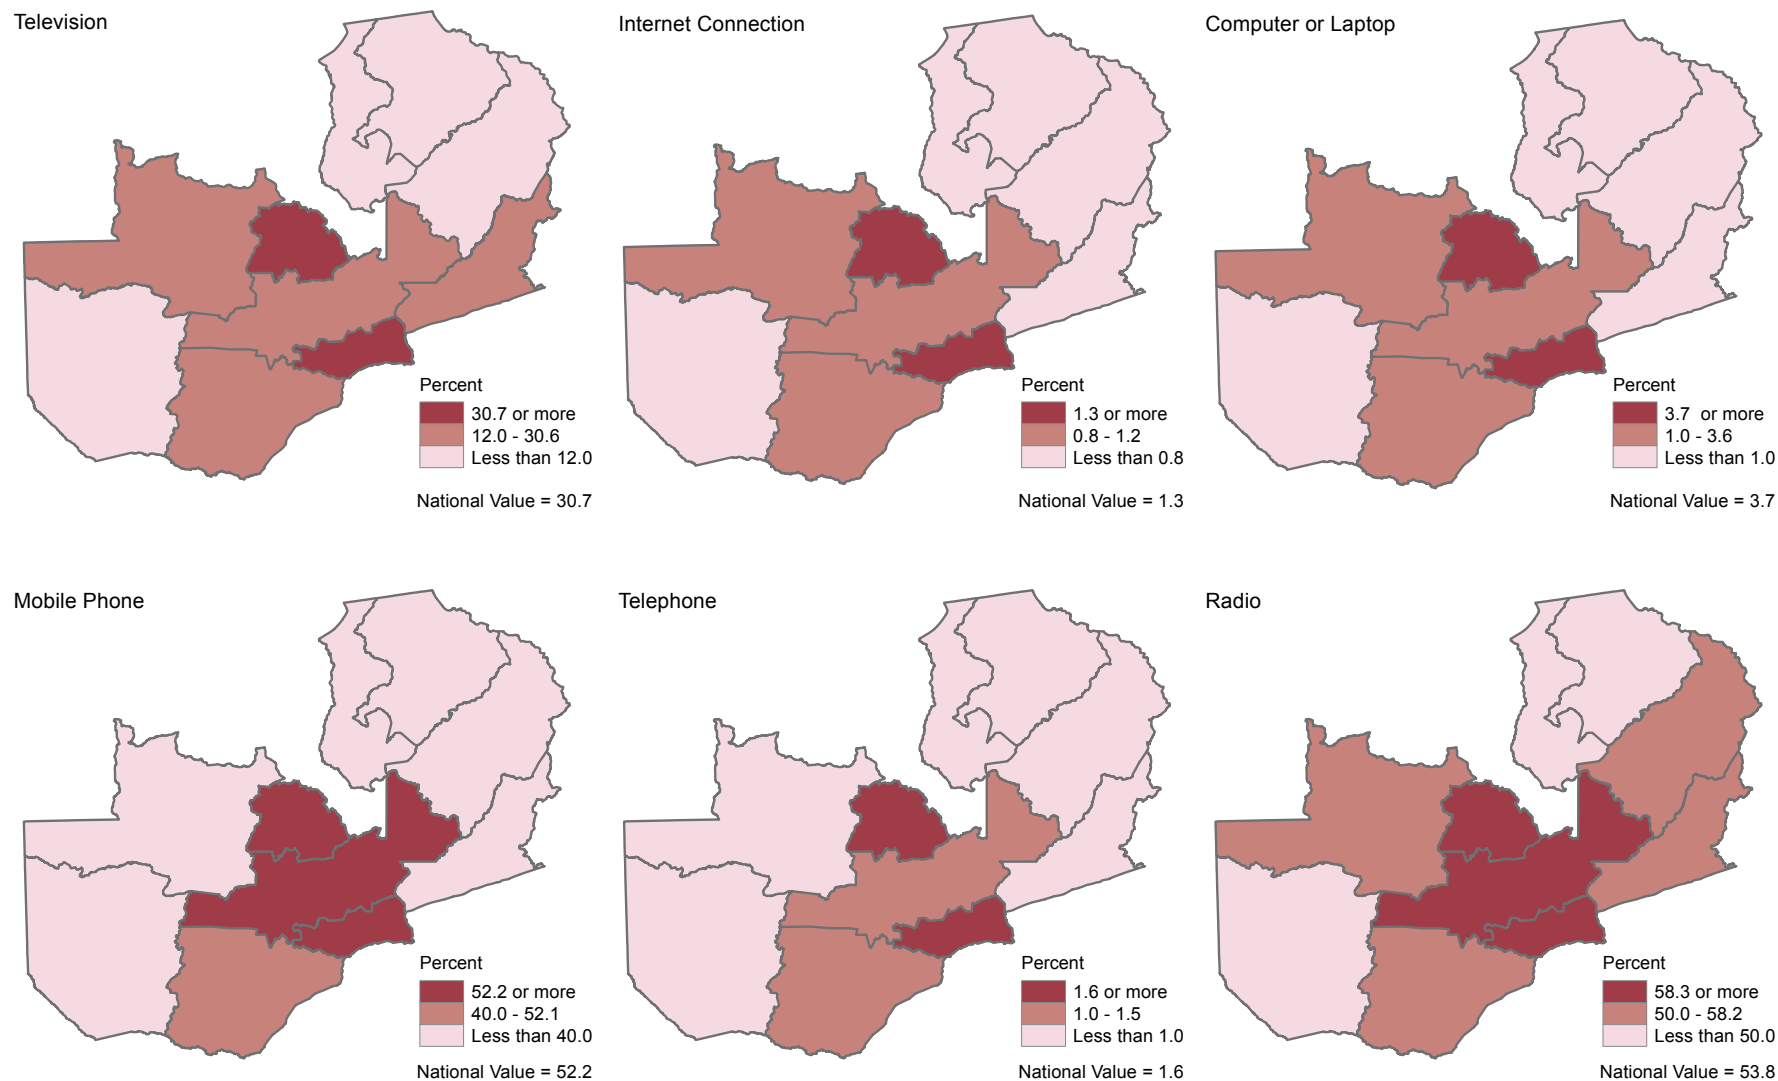 Television
Percent
30.7 or more
12.0 - 30.6
Less than 12.0
National Value = 30.7
Internet Connection
Percent
1.3 or more
0.8 - 1.2
Less than 0.8
National Value = 1.3
Computer or Laptop
Percent
3.7 or more
1.0 - 3.6
Less than 1.0
National Value = 3.7
Mobile Phone
Percent
52.2 or more
40.0 - 52.1
Less than 40.0
National Value = 52.2
Telephone
Percent
1.6 or more
1.0 - 1.5
Less than 1.0
National Value = 1.6
Radio
Percent
58.3 or more
50.0 - 58.2
Less than 50.0
National Value = 53.8